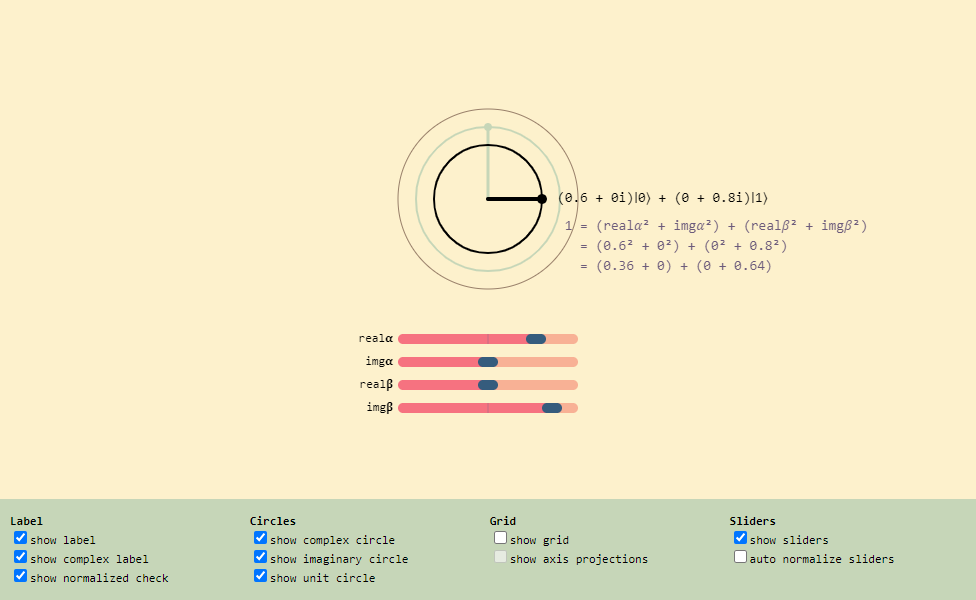 (0.6 + 0i)|0⟩ + (0 + 0.8i)|1⟩
1 = (realα² + imgα²) + (realβ² + imgβ²)
= (0.6² + 0²) + (0² + 0.8²)
= (0.36 + 0) + (0 + 0.64)
realα
imgα
realβ
imgβ
Label
show label
show complex label
show normalized check
Circles
show complex circle
show imaginary circle
show unit circle
Grid
show grid
show axis projections
Sliders
show sliders
auto normalize sliders